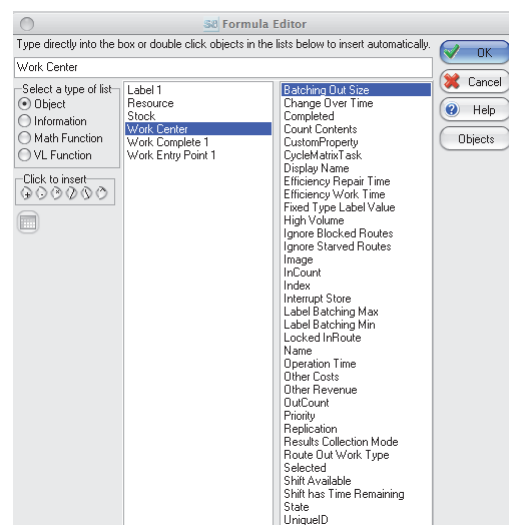 S8 Formula Editor
Type directly into the box or double click objects in the lists below to insert automatically.
Work Center
Select a type of list
Object
Information
Math Function
VL Function
Click to insert
Label 1
Resource
Stock
Work Center
Work Complete 1
Work Entry Point 1
Batching Out Size
Change Over Time
Completed
Count Contents
CustomProperty
CycleMatrixTask
Display Name
Efficiency Repair Time
Efficiency Work Time
Fixed Type Label Value
High Volume
Ignore Blocked Routes
Ignore Starved Routes
Image
InCount
Index
Interrupt Store
Label Batching Max
Label Batching Min
Locked InRoute
Name
Operation Time
Other Costs
Other Revenue
OutCount
Priority
Replication
Results Collection Mode
Route Out Work Type
Selected
Shift Available
Shift has Time Remaining
State
UniqueID
OK
Cancel
Help
Objects